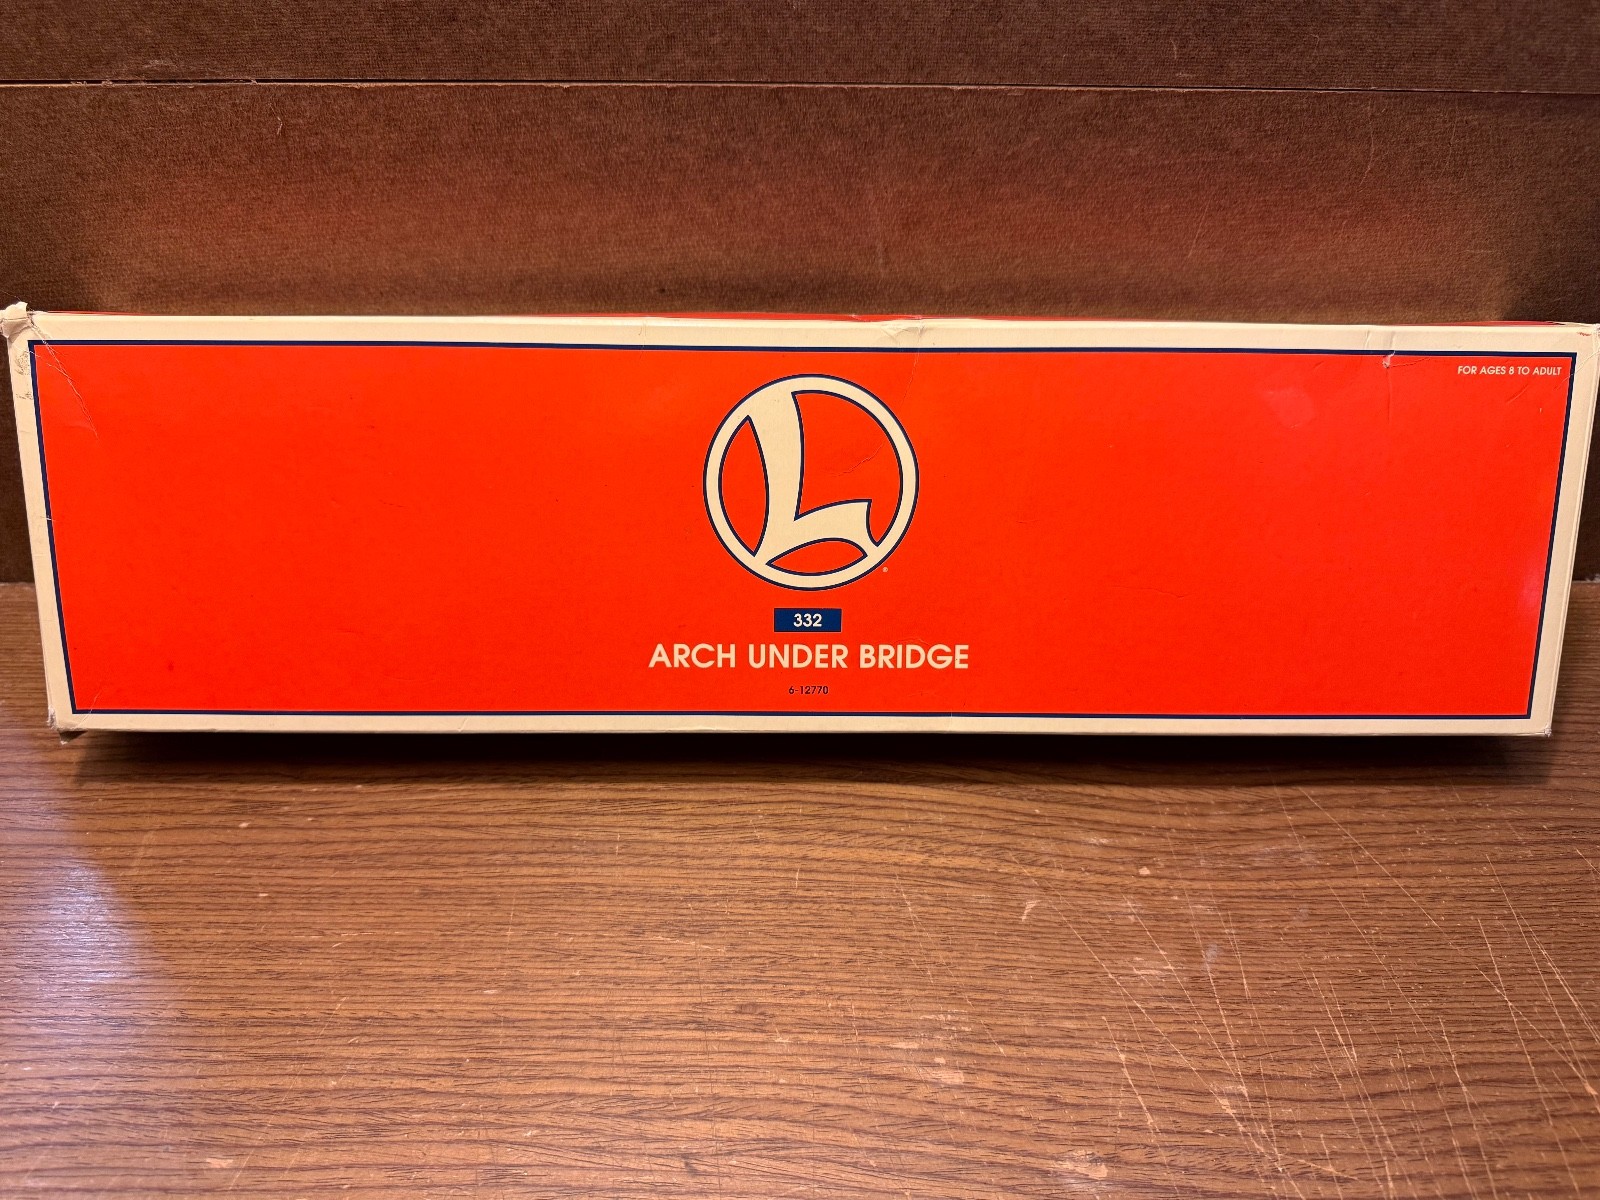 FOR AGES 8 TO ADULT
L
332
ARCH UNDER BRIDGE
6-12770